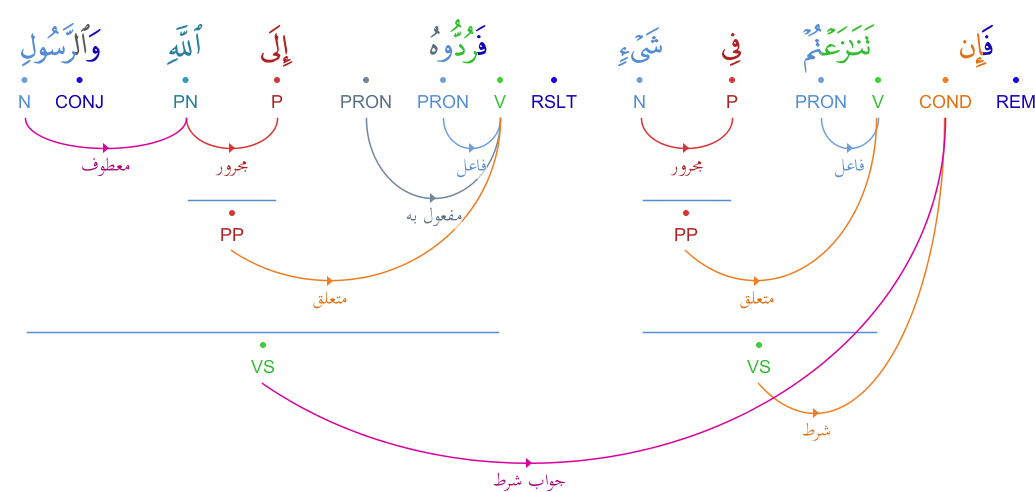 فَإِن تَنَٰزَعْتُمْ فِى شَىْءٍ فَرُدُّوهُ إِلَى ٱللَّهِ وَٱلرَّسُولِ
REM COND V PRON P N RSLT V PRON PRON P PN CONJ N
فاعل مجرور فاعل مجرور معطوف
مفعول به
PP PP
متعلق متعلق
VS VS
شرط
جواب شرط